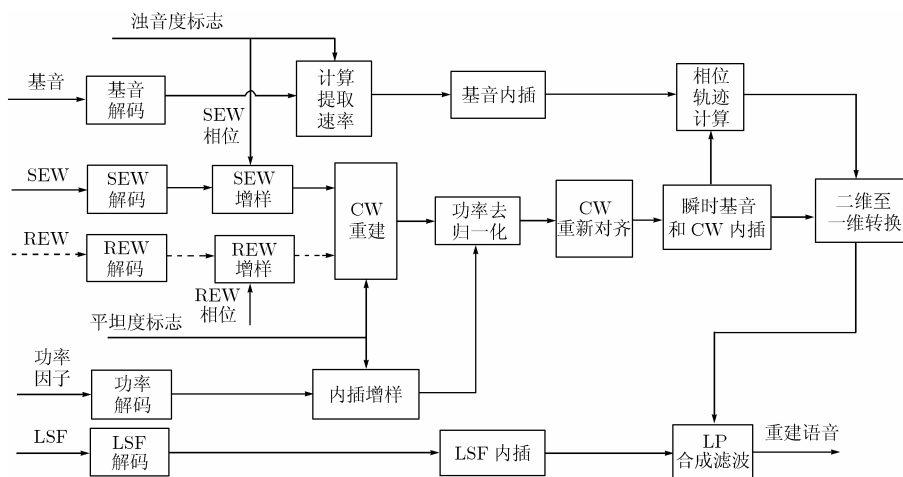 浊音度标志
基音
基音
解码
计算
提取
速率
基音内插
相位
轨迹
计算
SEW
相位
SEW
SEW
解码
SEW
增样
CW
重建
功率去
归一化
CW
重新对齐
瞬时基音
和 CW 内插
二维至
一维转换
REW
REW
解码
REW
增样
REW
相位
平坦度标志
功率
因子
功率
解码
内插增样
LSF
LSF
解码
LSF 内插
LP
合成滤波
重建语音